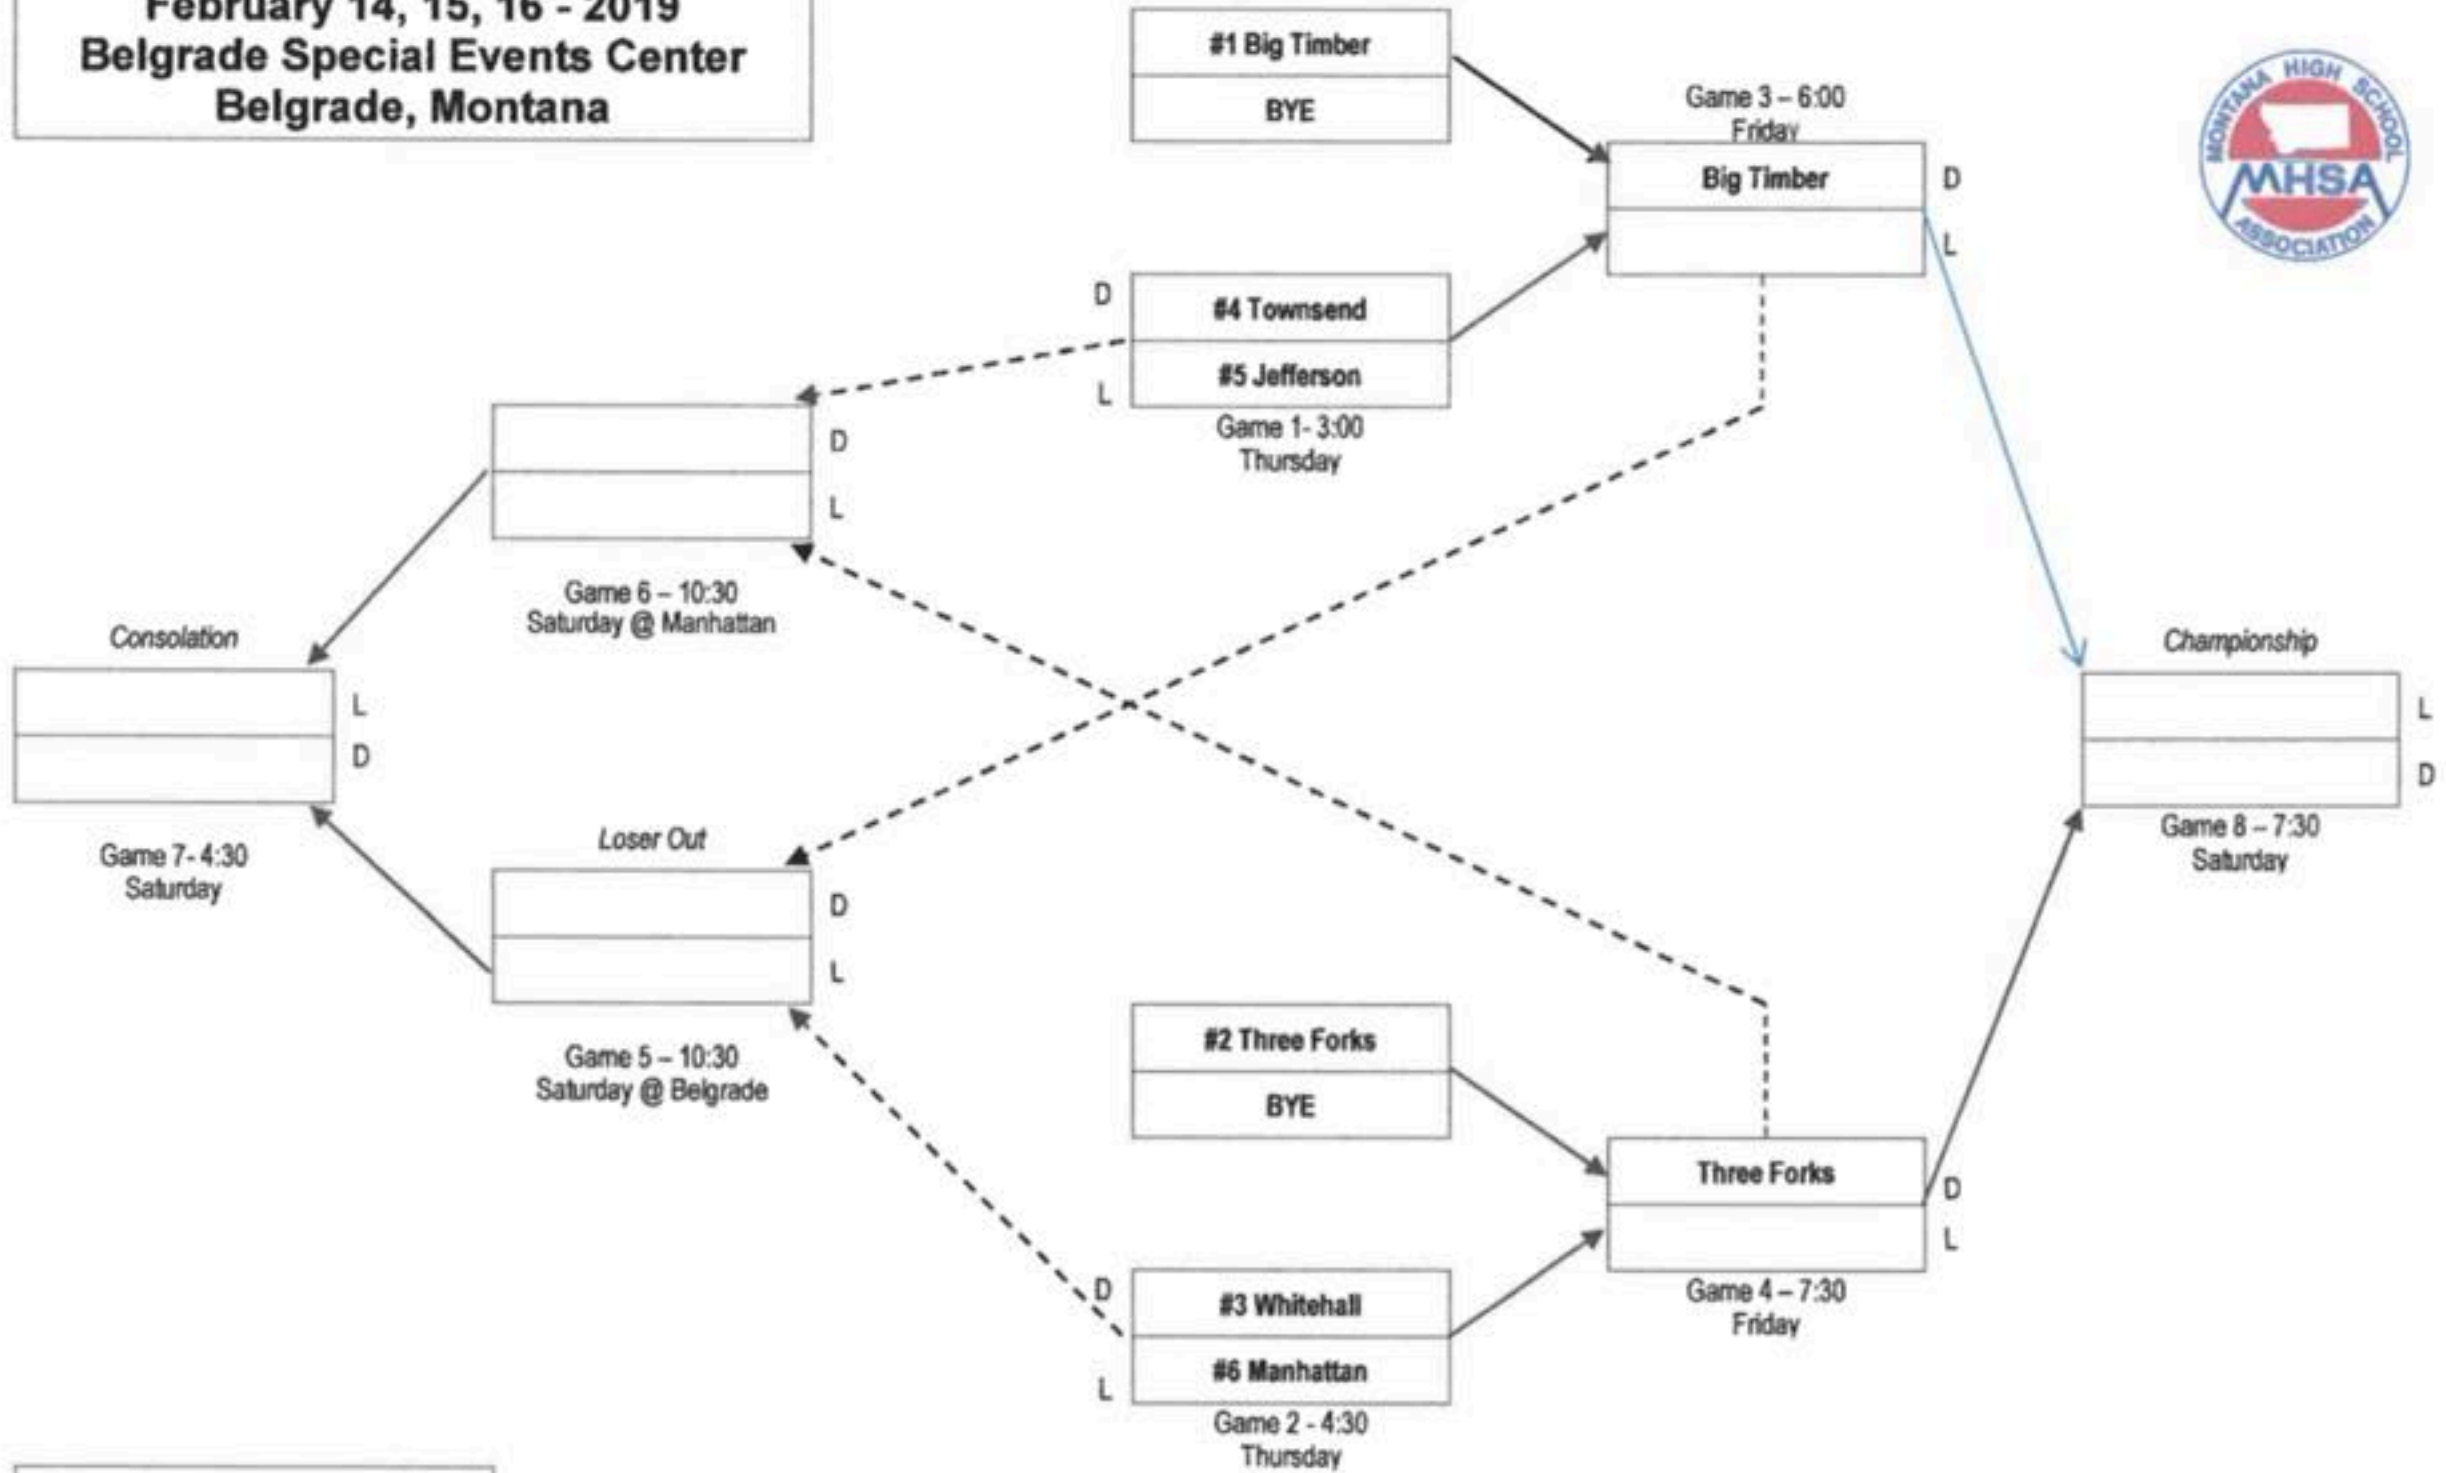 February 14, 15, 16 - 2019
Belgrade Special Events Center
Belgrade, Montana
#1 Big Timber
BYE
Game 3 – 6:00
Friday
Big Timber
D
L
MONTANA HIGH SCHOOL
MHSA
ASSOCIATION
D
#4 Townsend
#5 Jefferson
L
Game 1- 3:00
Thursday
D
L
Game 6 – 10:30
Saturday @ Manhattan
Consolation
L
D
Game 7- 4:30
Saturday
Championship
L
D
Game 8 – 7:30
Saturday
Loser Out
D
L
Game 5 – 10:30
Saturday @ Belgrade
#2 Three Forks
BYE
Three Forks
D
L
Game 4 – 7:30
Friday
D
#3 Whitehall
#6 Manhattan
L
Game 2 - 4:30
Thursday